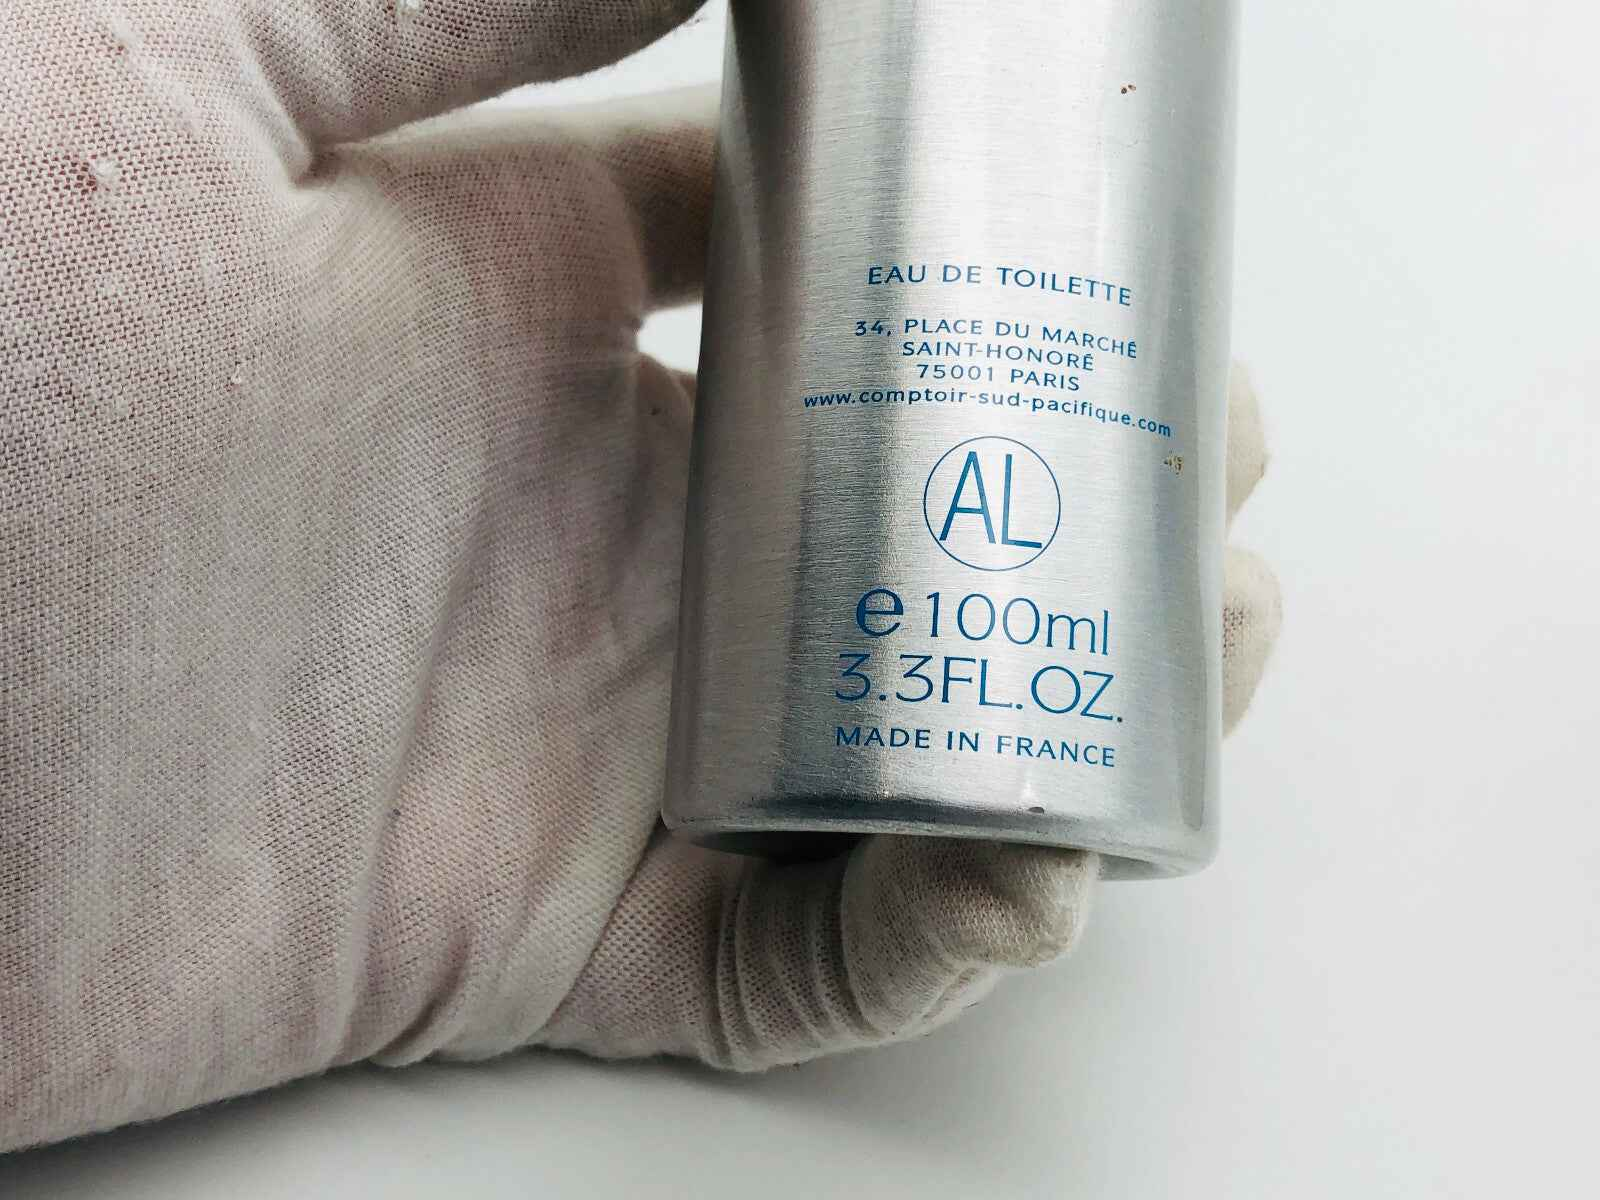 EAU DE TOILETTE
34, PLACE DU MARCHÉ
SAINT-HONORÉ
75001 PARIS
www.comptoir-sud-pacifique.com
AL
e 100ml
3.3FL.OZ.
MADE IN FRANCE